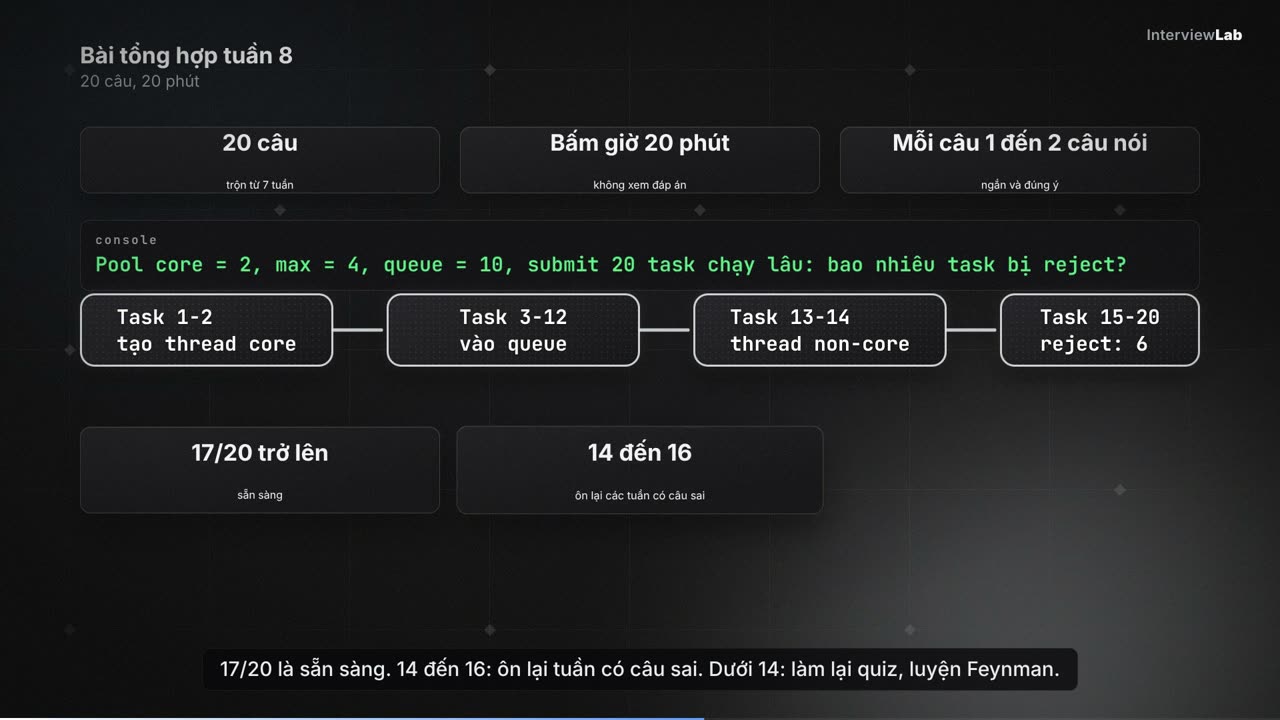 InterviewLab
Bài tổng hợp tuần 8
20 câu, 20 phút
20 câu
trộn từ 7 tuần
Bấm giờ 20 phút
không xem đáp án
Mỗi câu 1 đến 2 câu nói
ngắn và đúng ý
console
Pool core = 2, max = 4, queue = 10, submit 20 task chạy lâu: bao nhiêu task bị reject?
Task 1-2
tạo thread core
Task 3-12
vào queue
Task 13-14
thread non-core
Task 15-20
reject: 6
17/20 trở lên
sẵn sàng
14 đến 16
ôn lại các tuần có câu sai
17/20 là sẵn sàng. 14 đến 16: ôn lại tuần có câu sai. Dưới 14: làm lại quiz, luyện Feynman.